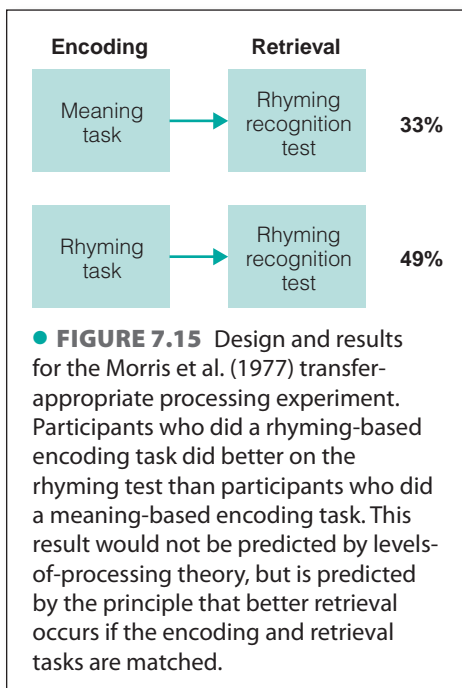 Encoding Retrieval
Meaning task → Rhyming recognition test 33%
Rhyming task → Rhyming recognition test 49%
● FIGURE 7.15 Design and results
for the Morris et al. (1977) transfer-
appropriate processing experiment.
Participants who did a rhyming-based
encoding task did better on the
rhyming test than participants who did
a meaning-based encoding task. This
result would not be predicted by levels-
of-processing theory, but is predicted
by the principle that better retrieval
occurs if the encoding and retrieval
tasks are matched.